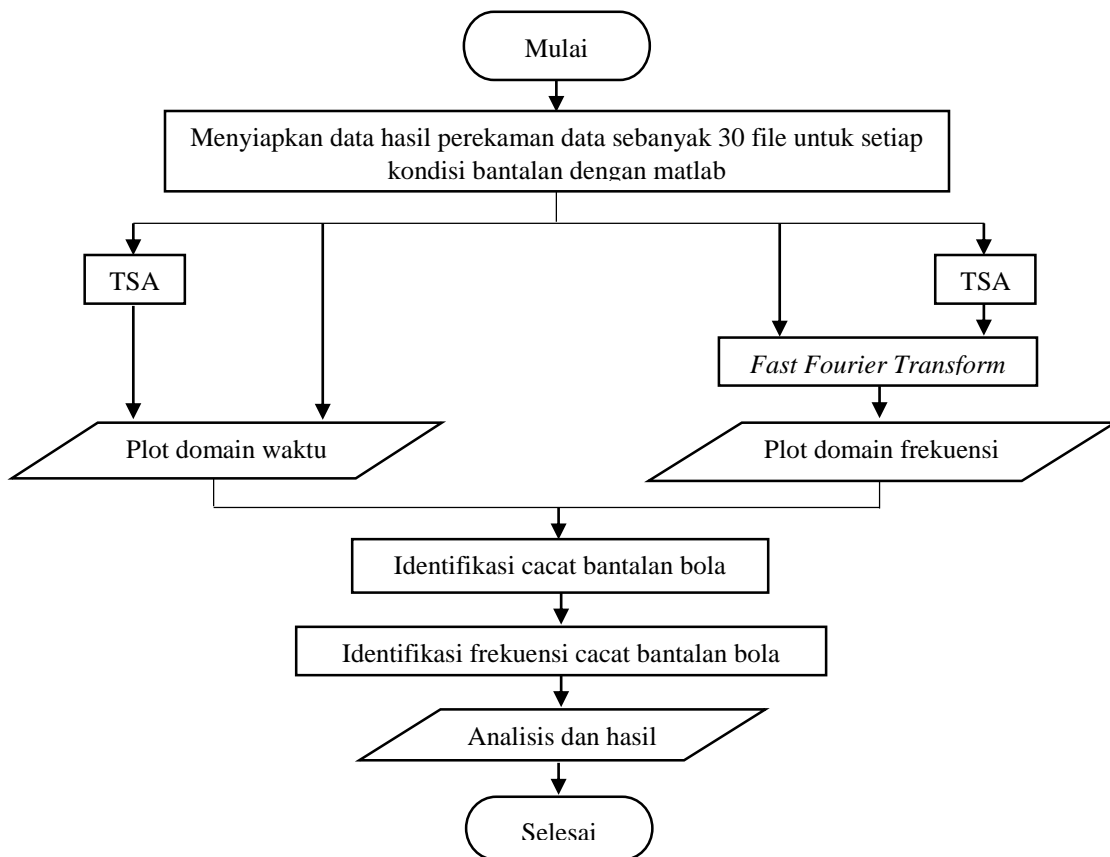 Mulai
Menyiapkan data hasil perekaman data sebanyak 30 file untuk setiap
kondisi bantalan dengan matlab
TSA
TSA
Fast Fourier Transform
Plot domain waktu
Plot domain frekuensi
Identifikasi cacat bantalan bola
Identifikasi frekuensi cacat bantalan bola
Analisis dan hasil
Selesai